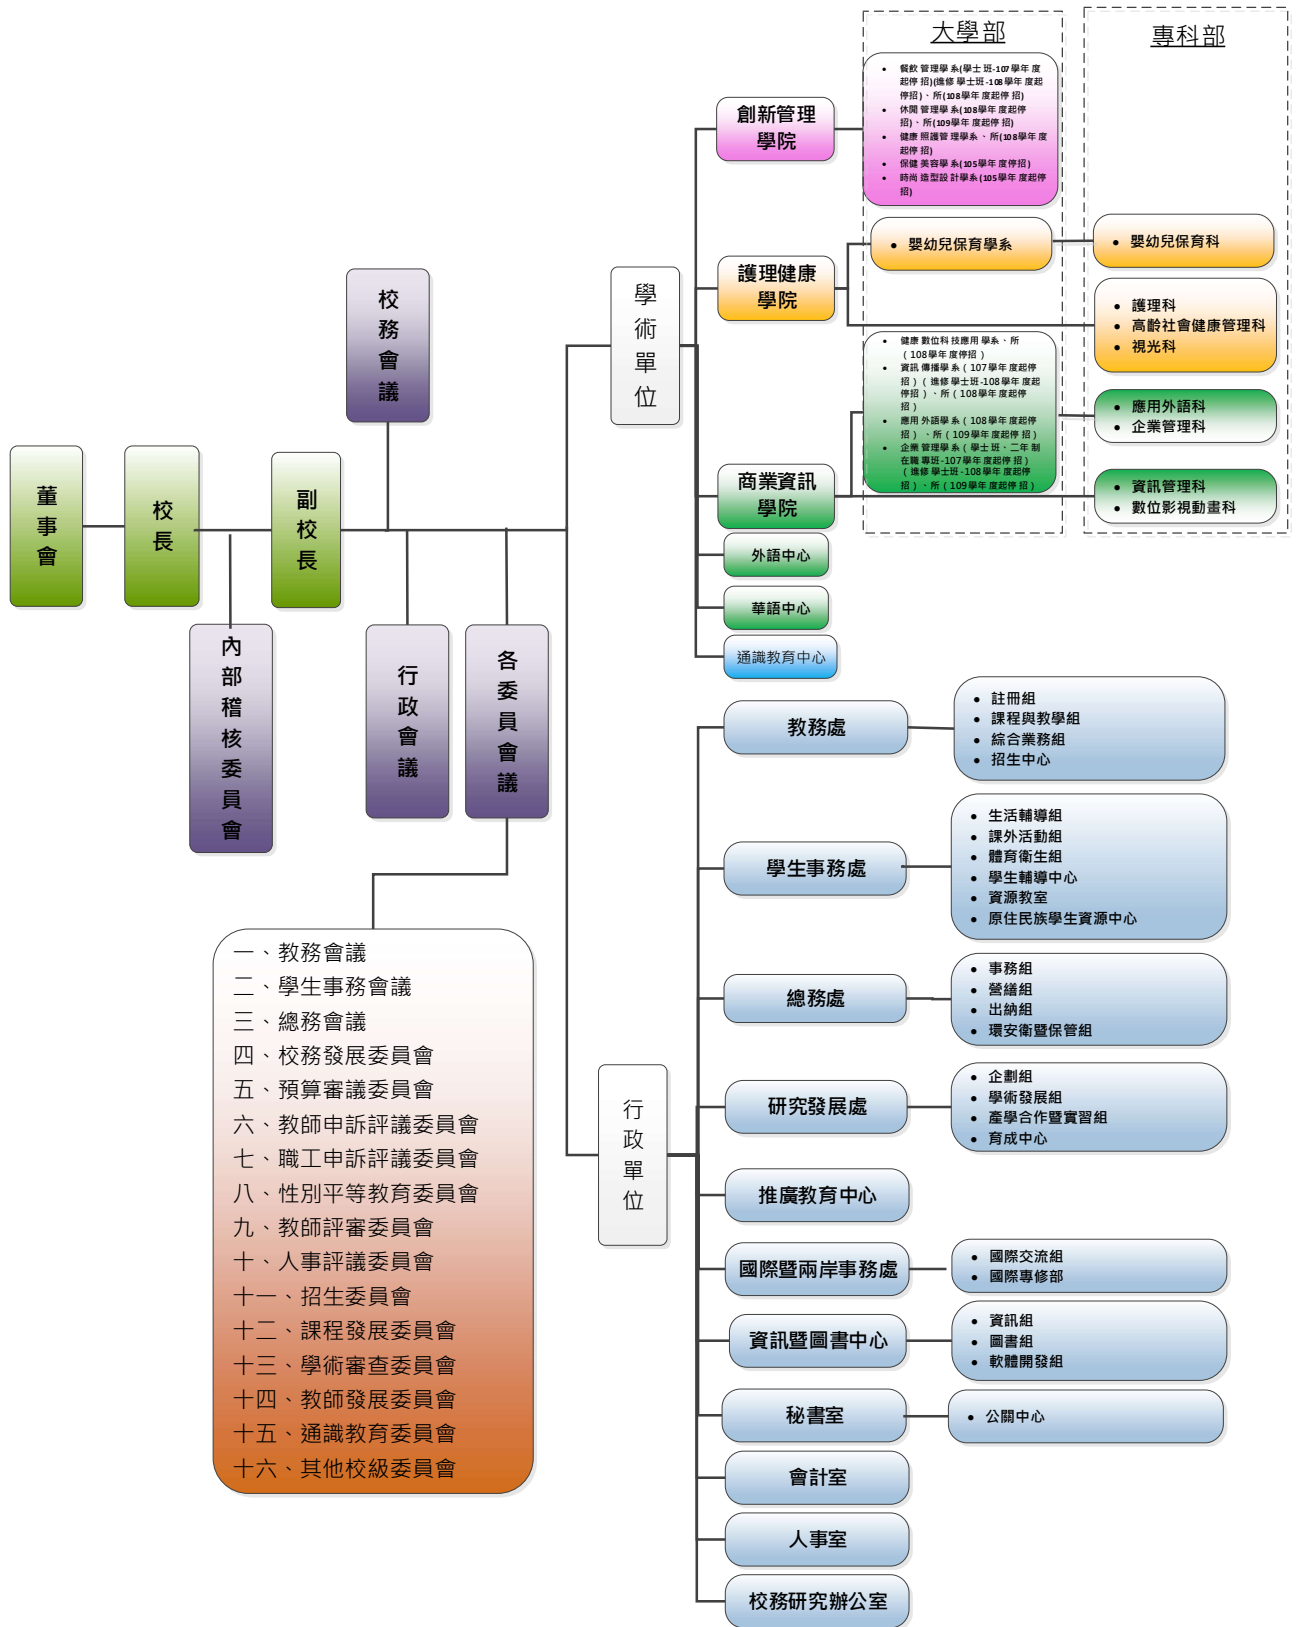 大學部
專科部
創新管理
學院
• 餐飲管理學系(學士班-107學年度
起停招)(進修學士班-108學年度起
停招)、所(108學年度起停招)
• 休閒管理學系(108學年度起停
招)、所(109學年度起停招)
• 健康照護管理學系、所(108學年度
起停招)
• 保健美容學系(105學年度停招)
• 時尚造型設計學系(105學年度起停
招)
護理健康
學院
• 嬰幼兒保育學系
• 嬰幼兒保育科
• 護理科
• 高齡社會健康管理科
• 視光科
商業資訊
學院
• 健康數位科技應用學系、所
(108學年度停招)
• 資訊傳播學系(107學年度起停
招)(進修學士班-108學年度起
停招)、所(108學年度起停
招)
• 應用外語學系(108學年度起停
招)、所(109學年度起停招)
• 企業管理學系(學士班、二年制
在職專班-107學年度起停招)
(進修學士班-108學年度起停
招)、所(109學年度起停招)
• 應用外語科
• 企業管理科
• 資訊管理科
• 數位影視動畫科
外語中心
華語中心
通識教育中心
學術單位
校務會議
董事會
校長
副校長
內部稽核委員會
行政會議
各委員會議
一、教務會議
二、學生事務會議
三、總務會議
四、校務發展委員會
五、預算審議委員會
六、教師申訴評議委員會
七、職工申訴評議委員會
八、性別平等教育委員會
九、教師評審委員會
十、人事評議委員會
十一、招生委員會
十二、課程發展委員會
十三、學術審查委員會
十四、教師發展委員會
十五、通識教育委員會
十六、其他校級委員會
行政單位
教務處
• 註冊組
• 課程與教學組
• 綜合業務組
• 招生中心
學生事務處
• 生活輔導組
• 課外活動組
• 體育衛生組
• 學生輔導中心
• 資源教室
• 原住民族學生資源中心
總務處
• 事務組
• 營繕組
• 出納組
• 環安衛暨保管組
研究發展處
• 企劃組
• 學術發展組
• 產學合作暨實習組
• 育成中心
推廣教育中心
國際暨兩岸事務處
• 國際交流組
• 國際專修部
資訊暨圖書中心
• 資訊組
• 圖書組
• 軟體開發組
秘書室
• 公關中心
會計室
人事室
校務研究辦公室